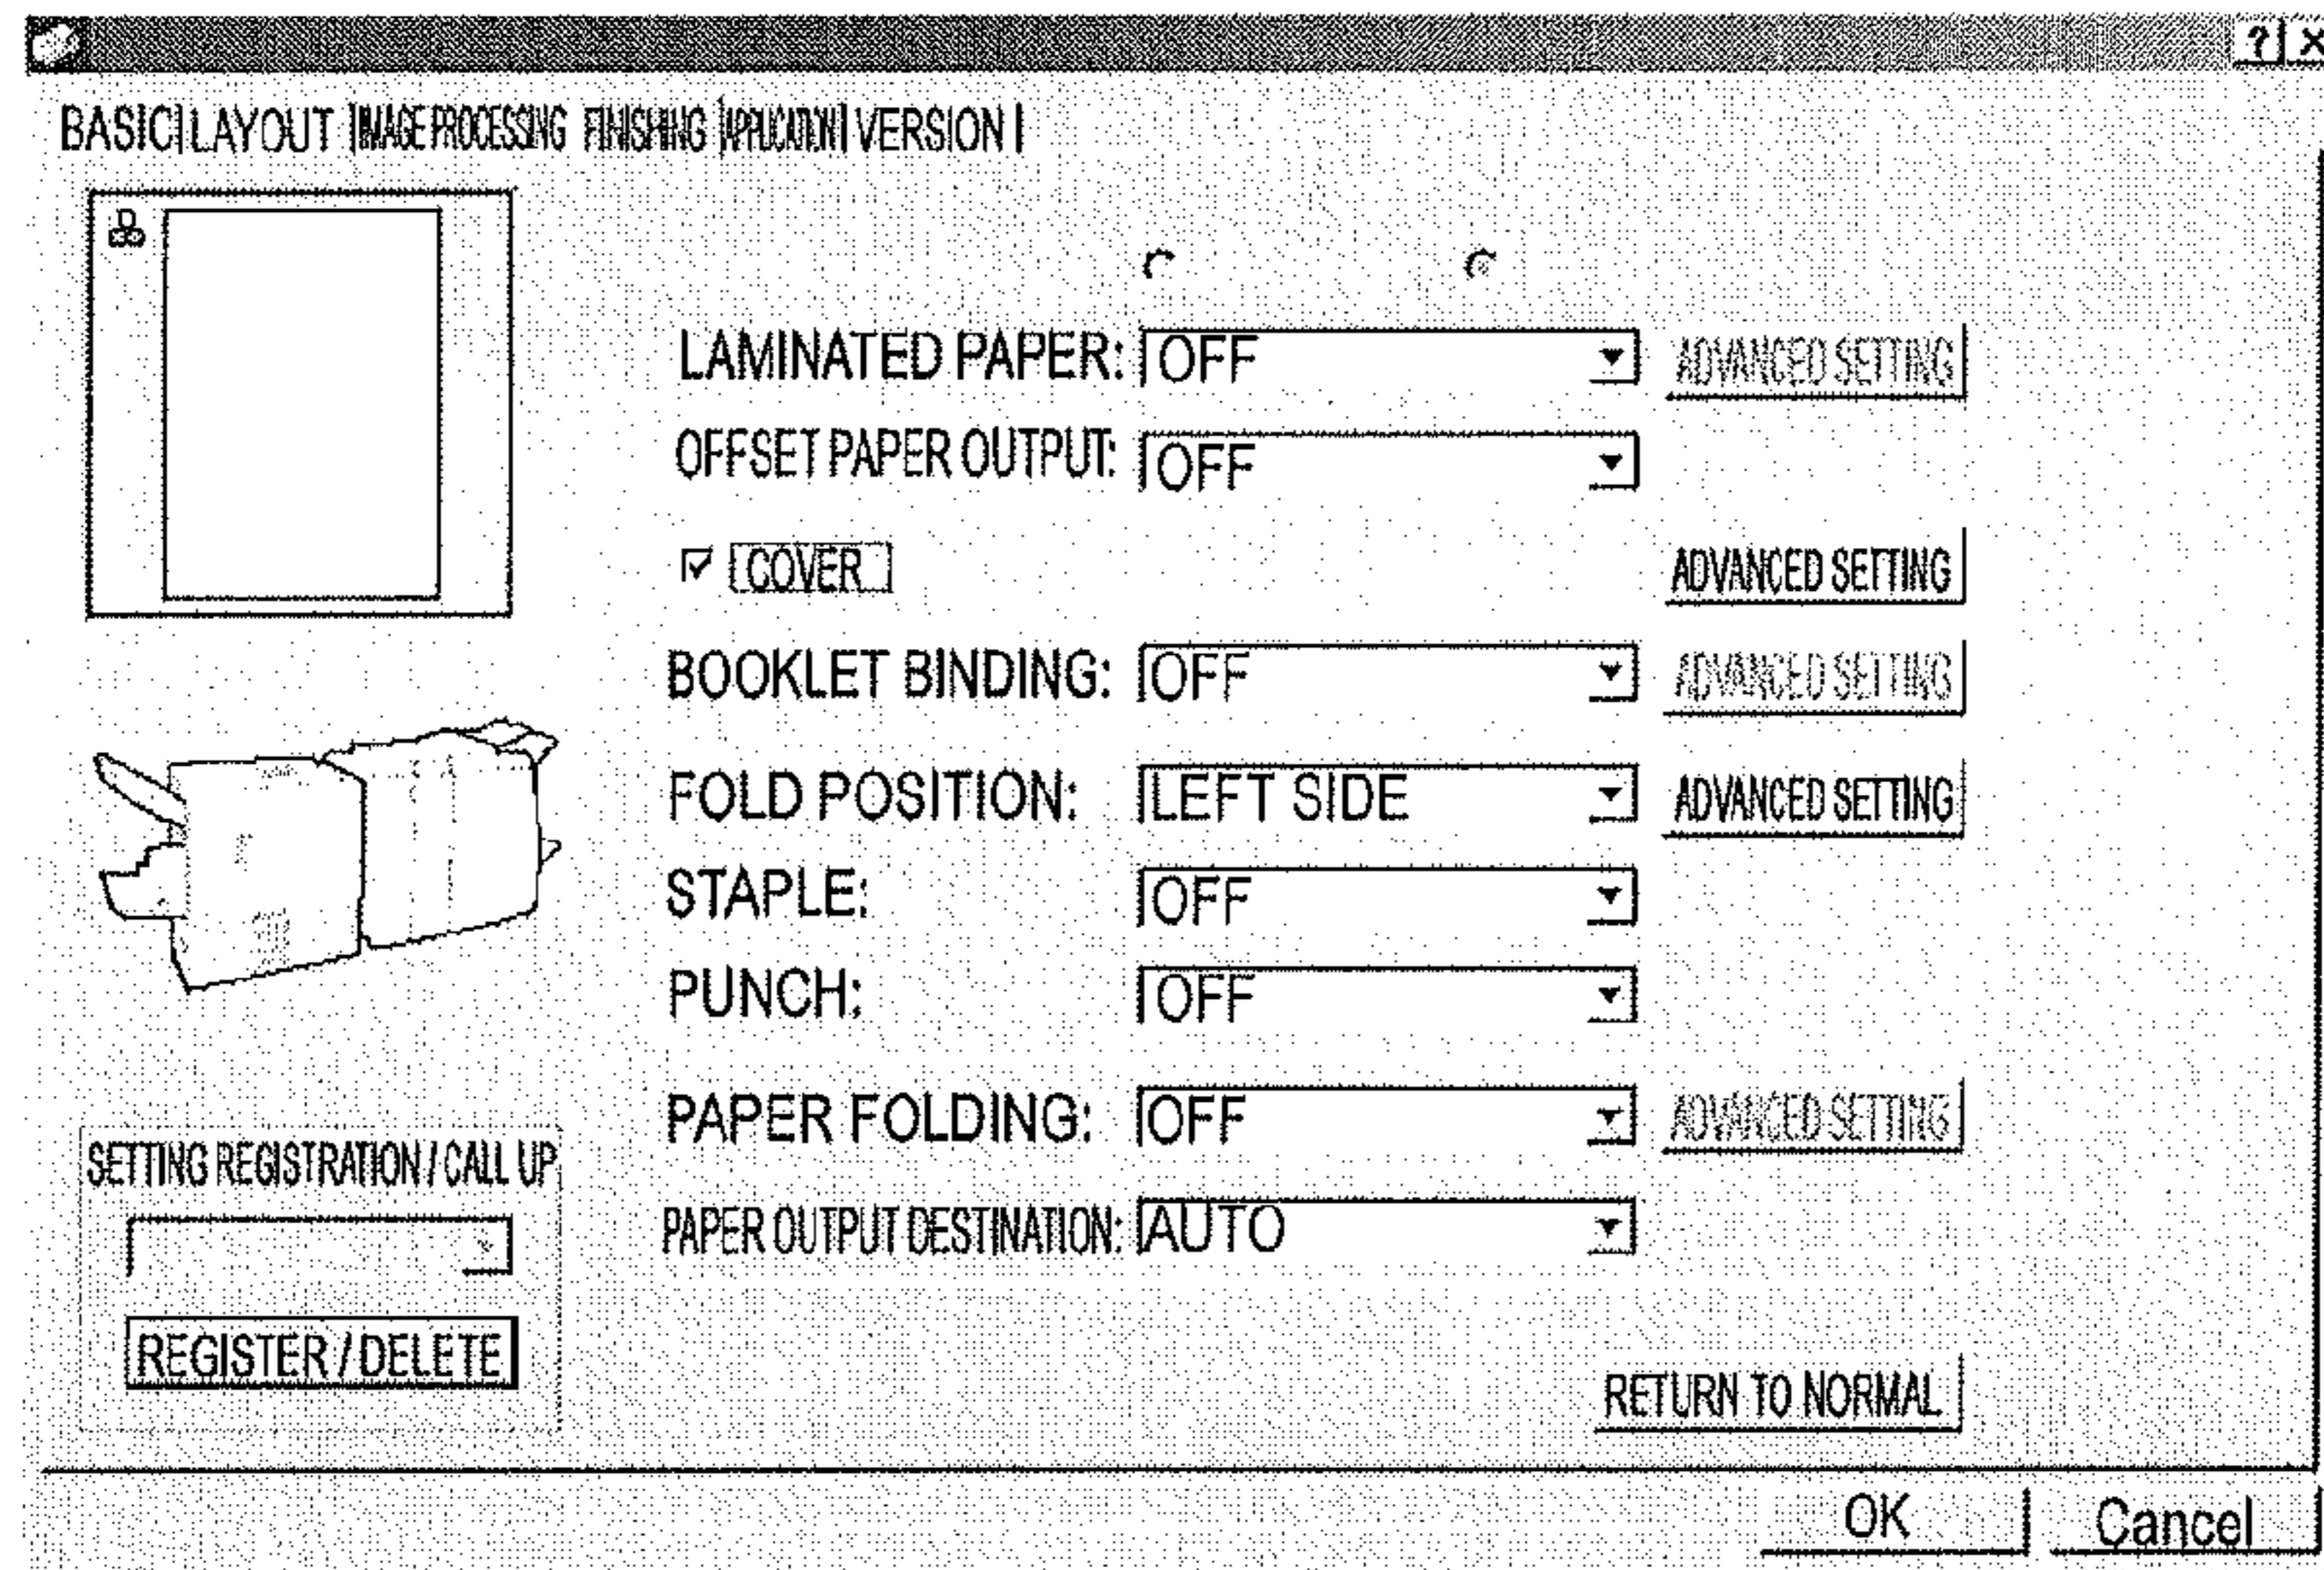 BASIC LAYOUT IMAGE PROCESSING FINISHING APPLICATION VERSION
LAMINATED PAPER: OFF ADVANCED SETTING
OFFSET PAPER OUTPUT: OFF
COVER ADVANCED SETTING
BOOKLET BINDING: OFF ADVANCED SETTING
FOLD POSITION: LEFT SIDE ADVANCED SETTING
STAPLE: OFF
PUNCH: OFF
PAPER FOLDING: OFF ADVANCED SETTING
PAPER OUTPUT DESTINATION: AUTO
SETTING REGISTRATION / CALL UP
REGISTER / DELETE
RETURN TO NORMAL
OK Cancel